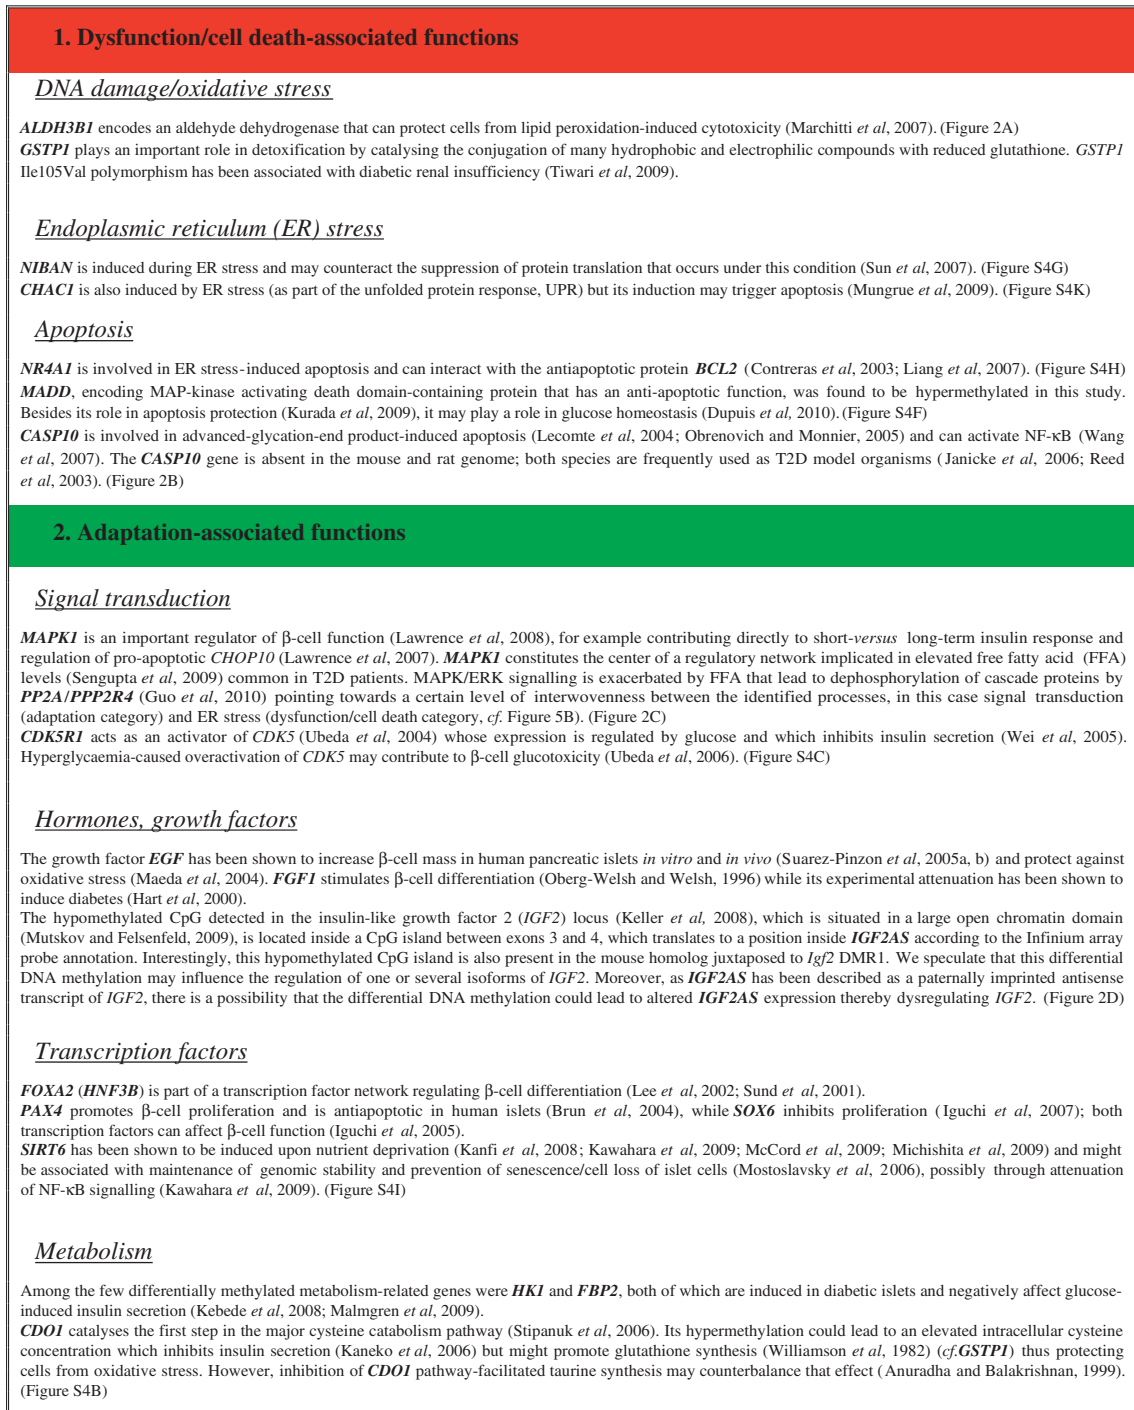 1. Dysfunction/cell death-associated functions
DNA damage/oxidative stress
ALDH3B1 encodes an aldehyde dehydrogenase that can protect cells from lipid peroxidation-induced cytotoxicity (Marchitti et al, 2007). (Figure 2A)
GSTP1 plays an important role in detoxification by catalysing the conjugation of many hydrophobic and electrophilic compounds with reduced glutathione. GSTP1
Ile105Val polymorphism has been associated with diabetic renal insufficiency (Tiwari et al, 2009).
Endoplasmic reticulum (ER) stress
NIBAN is induced during ER stress and may counteract the suppression of protein translation that occurs under this condition (Sun et al, 2007). (Figure S4G)
CHAC1 is also induced by ER stress (as part of the unfolded protein response, UPR) but its induction may trigger apoptosis (Mungrue et al, 2009). (Figure S4K)
Apoptosis
NR4A1 is involved in ER stress-induced apoptosis and can interact with the antiapoptotic protein BCL2 (Contreras et al, 2003; Liang et al, 2007). (Figure S4H)
MADD, encoding MAP-kinase activating death domain-containing protein that has an anti-apoptotic function, was found to be hypermethylated in this study.
Besides its role in apoptosis protection (Kurada et al, 2009), it may play a role in glucose homeostasis (Dupuis et al, 2010). (Figure S4F)
CASP10 is involved in advanced-glycation-end product-induced apoptosis (Lecomte et al, 2004; Obrenovich and Monnier, 2005) and can activate NF-κB (Wang
et al, 2007). The CASP10 gene is absent in the mouse and rat genome; both species are frequently used as T2D model organisms (Janicke et al, 2006; Reed
et al, 2003). (Figure 2B)
2. Adaptation-associated functions
Signal transduction
MAPK1 is an important regulator of β-cell function (Lawrence et al, 2008), for example contributing directly to short-versus long-term insulin response and
regulation of pro-apoptotic CHOP10 (Lawrence et al, 2007). MAPK1 constitutes the center of a regulatory network implicated in elevated free fatty acid (FFA)
levels (Sengupta et al, 2009) common in T2D patients. MAPK/ERK signalling is exacerbated by FFA that lead to dephosphorylation of cascade proteins by
PP2A/PPP2R4 (Guo et al, 2010) pointing towards a certain level of interwovenness between the identified processes, in this case signal transduction
(adaptation category) and ER stress (dysfunction/cell death category, cf. Figure 5B). (Figure 2C)
CDK5R1 acts as an activator of CDK5 (Ubeda et al, 2004) whose expression is regulated by glucose and which inhibits insulin secretion (Wei et al, 2005).
Hyperglycaemia-caused overactivation of CDK5 may contribute to β-cell glucotoxicity (Ubeda et al, 2006). (Figure S4C)
Hormones, growth factors
The growth factor EGF has been shown to increase β-cell mass in human pancreatic islets in vitro and in vivo (Suarez-Pinzon et al, 2005a, b) and protect against
oxidative stress (Maeda et al, 2004). FGF1 stimulates β-cell differentiation (Oberg-Welsh and Welsh, 1996) while its experimental attenuation has been shown to
induce diabetes (Hart et al, 2000).
The hypomethylated CpG detected in the insulin-like growth factor 2 (IGF2) locus (Keller et al, 2008), which is situated in a large open chromatin domain
(Mutskov and Felsenfeld, 2009), is located inside a CpG island between exons 3 and 4, which translates to a position inside IGF2AS according to the Infinium array
probe annotation. Interestingly, this hypomethylated CpG island is also present in the mouse homolog juxtaposed to Igf2 DMR1. We speculate that this differential
DNA methylation may influence the regulation of one or several isoforms of IGF2. Moreover, as IGF2AS has been described as a paternally imprinted antisense
transcript of IGF2, there is a possibility that the differential DNA methylation could lead to altered IGF2AS expression thereby dysregulating IGF2. (Figure 2D)
Transcription factors
FOXA2 (HNF3B) is part of a transcription factor network regulating β-cell differentiation (Lee et al, 2002; Sund et al, 2001).
PAX4 promotes β-cell proliferation and is antiapoptotic in human islets (Brun et al, 2004), while SOX6 inhibits proliferation (Iguchi et al, 2007); both
transcription factors can affect β-cell function (Iguchi et al, 2005).
SIRT6 has been shown to be induced upon nutrient deprivation (Kanfi et al, 2008; Kawahara et al, 2009; McCord et al, 2009; Michishita et al, 2009) and might
be associated with maintenance of genomic stability and prevention of senescence/cell loss of islet cells (Mostoslavsky et al, 2006), possibly through attenuation
of NF-κB signalling (Kawahara et al, 2009). (Figure S4I)
Metabolism
Among the few differentially methylated metabolism-related genes were HK1 and FBP2, both of which are induced in diabetic islets and negatively affect glucose-
induced insulin secretion (Kebede et al, 2008; Malmgren et al, 2009).
CDO1 catalyses the first step in the major cysteine catabolism pathway (Stipanuk et al, 2006). Its hypermethylation could lead to an elevated intracellular cysteine
concentration which inhibits insulin secretion (Kaneko et al, 2006) but might promote glutathione synthesis (Williamson et al, 1982) (cf.GSTP1) thus protecting
cells from oxidative stress. However, inhibition of CDO1 pathway-facilitated taurine synthesis may counterbalance that effect (Anuradha and Balakrishnan, 1999).
(Figure S4B)